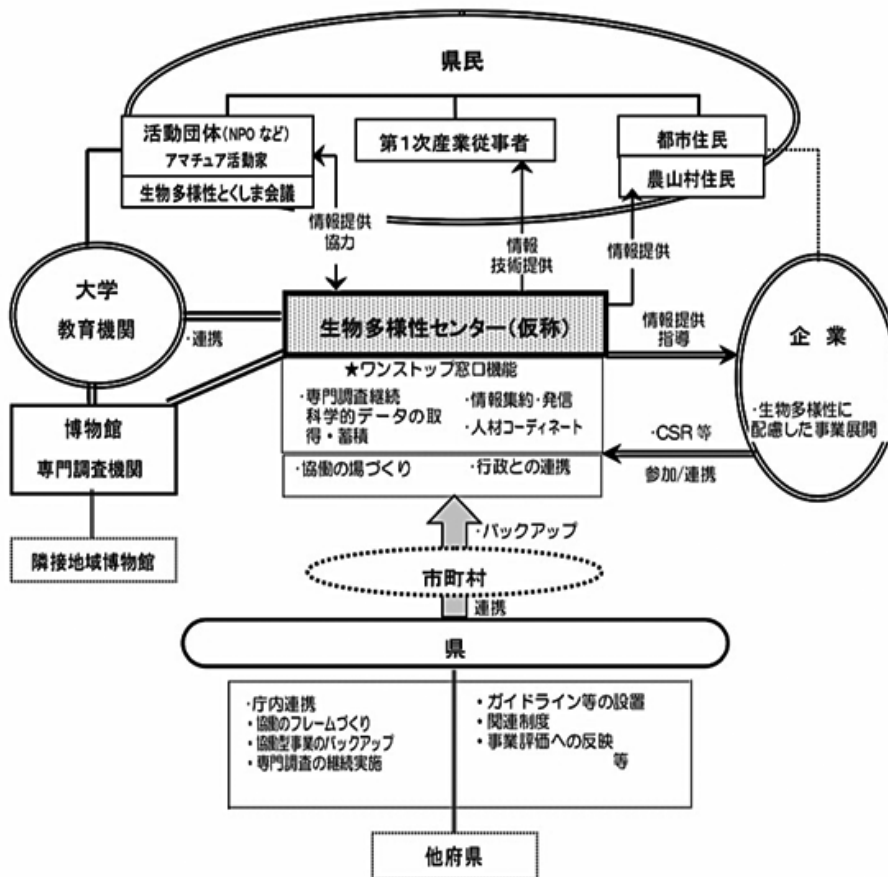 県民
活動団体(NPOなど)
アマチュア活動家
生物多様性とくしま会議
第1次産業従事者
都市住民
農山村住民
情報提供
協力
情報
技術提供
情報提供
大学
教育機関
・連携
生物多様性センター(仮称)
情報提供
指導
企業
・生物多様性に
配慮した事業展開
★ワンストップ窓口機能
・専門調査継続
科学的データの取
得・蓄積
・情報集約・発信
・人材コーディネート
・協働の場づくり
・行政との連携
・CSR等
参加/連携
博物館
専門調査機関
隣接地域博物館
・バックアップ
市町村
連携
県
・庁内連携
・協働のフレームづくり
・協働型事業のバックアップ
・専門調査の継続実施
・ガイドライン等の設置
・関連制度
・事業評価への反映
等
他府県